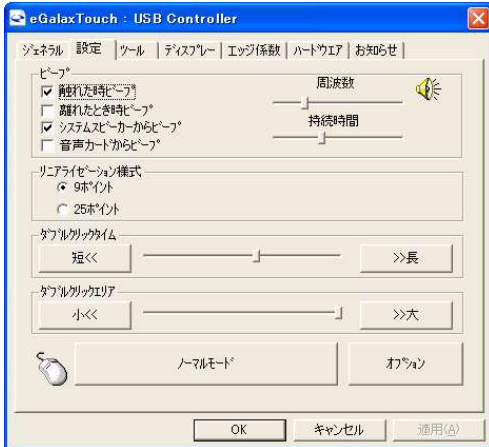 eGalaxTouch : USB Controller
ジェネラル 設定 ツール ディスプレー エッジ係数 ハードウエア お知らせ
ビープ
触れた時ビープ
離れたとき時ビープ
システムスピーカーからビープ
音声カードからビープ
周波数
持続時間
リニアライゼーション様式
9ポイント
25ポイント
ダブルクリックタイム
短<< >>長
ダブルクリックエリア
小<< >>大
ノーマルモード オプション
OK キャンセル 適用(A)